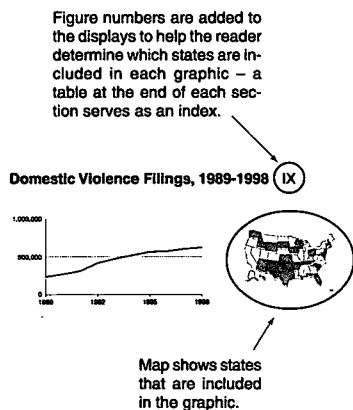 Figure numbers are added to
the displays to help the reader
determine which states are in-
cluded in each graphic – a
table at the end of each sec-
tion serves as an index.
Domestic Violence Filings, 1989-1998 IX
1,000,000
500,000
0
1989 1992 1995 1998
Map shows states
that are included
in the graphic.